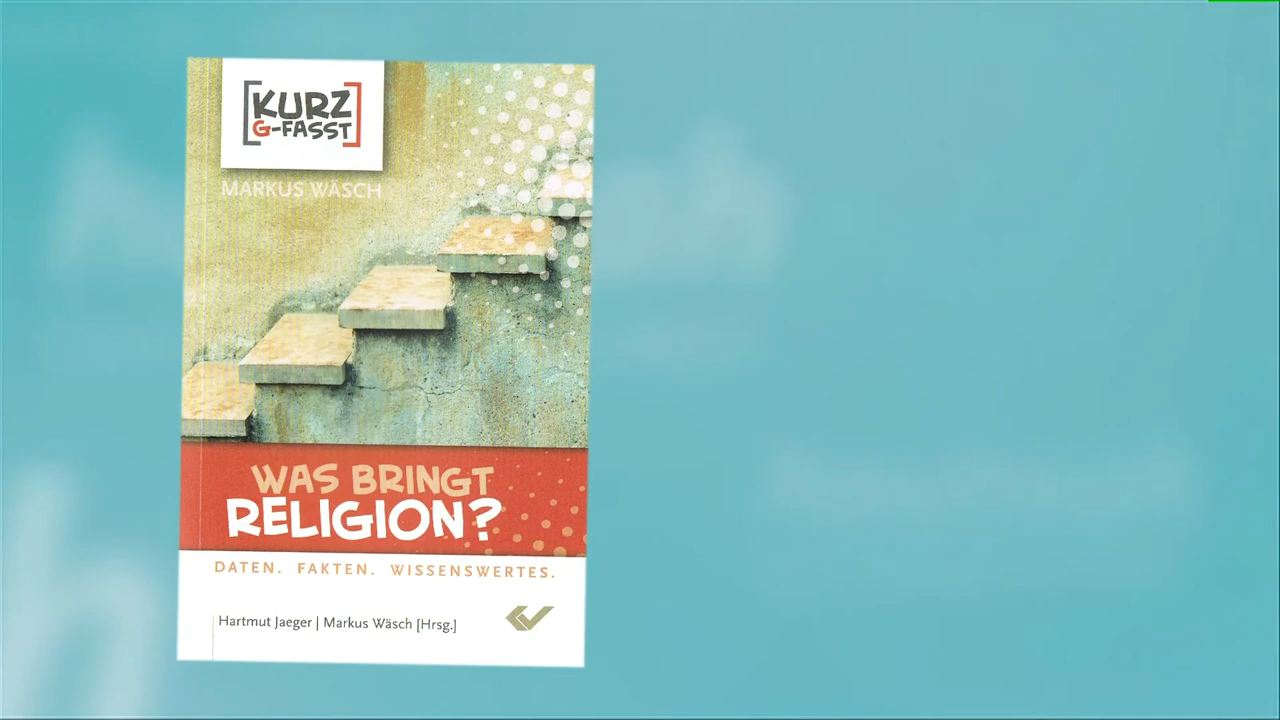 KURZ
G-FASST
MARKUS WÄSCH
WAS BRINGT
RELIGION?
DATEN. FAKTEN. WISSENSWERTES.
Hartmut Jaeger | Markus Wäsch [Hrsg.]